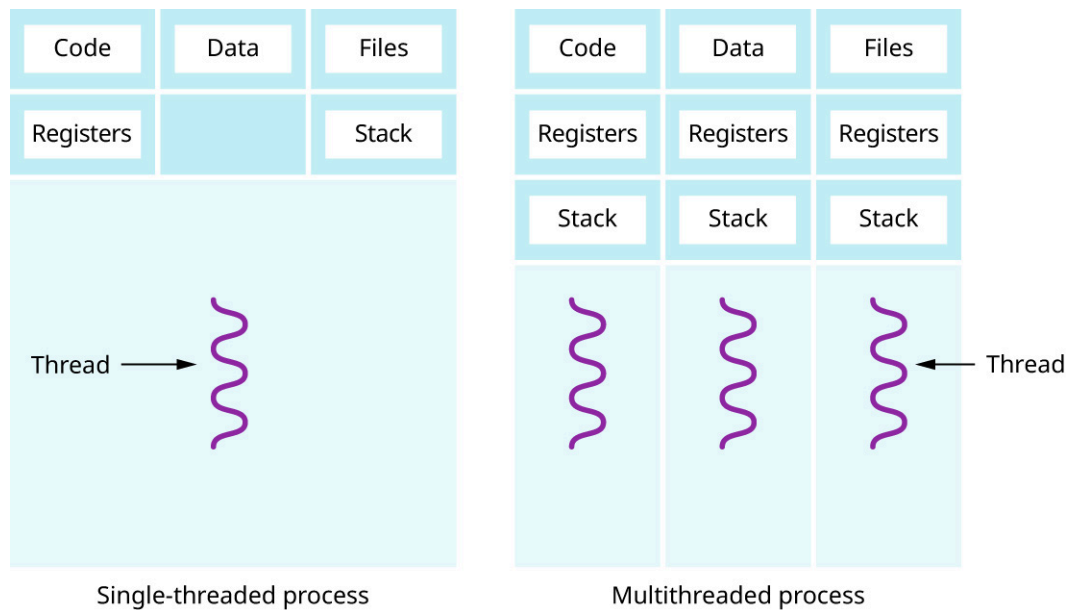 Code Data Files
Registers Stack
Thread
Single-threaded process
Code Data Files
Registers Registers Registers
Stack Stack Stack
Thread
Multithreaded process